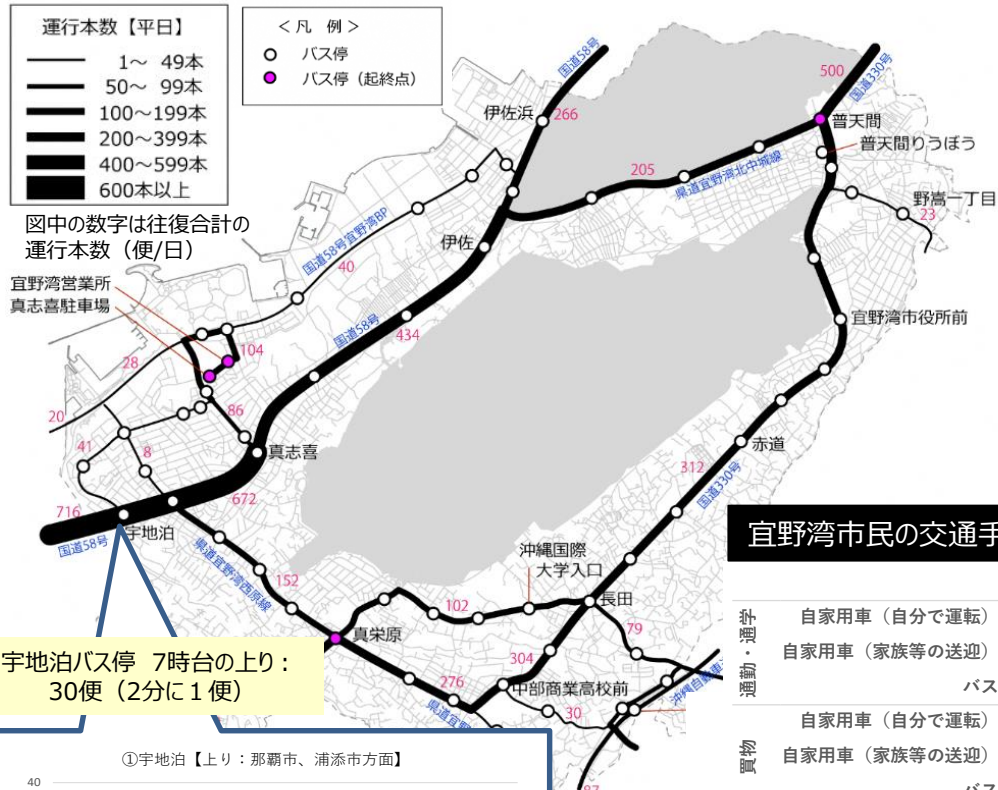 運行本数【平日】
1～ 49本
50～ 99本
100～199本
200～399本
400～599本
600本以上
＜凡 例＞
バス停
バス停（起終点）
図中の数字は往復合計の
運行本数（便/日）
国道58号
伊佐浜
266
500
国道330号
普天間
普天間りうぼう
205
県道宜野湾北中城線
野嵩一丁目
23
国道58号宜野湾BP
40
伊佐
宜野湾営業所
真志喜駐車場
国道58号
434
宜野湾市役所前
28
104
20
86
41
8
真志喜
赤道
312
国道330号
672
716
宇地泊
国道58号
県道宜野湾西原線
152
沖縄国際
大学入口
長田
102
79
真栄原
304
276
中部商業高校前
県道宜野
30
沖縄自動車
97
宇地泊バス停 7時台の上り：
30便（2分に１便）
①宇地泊【上り：那覇市、浦添市方面】
40
宜野湾市民の交通手
通勤・通学
自家用車（自分で運転）
自家用車（家族等の送迎）
バス
買物
自家用車（自分で運転）
自家用車（家族等の送迎）
バス